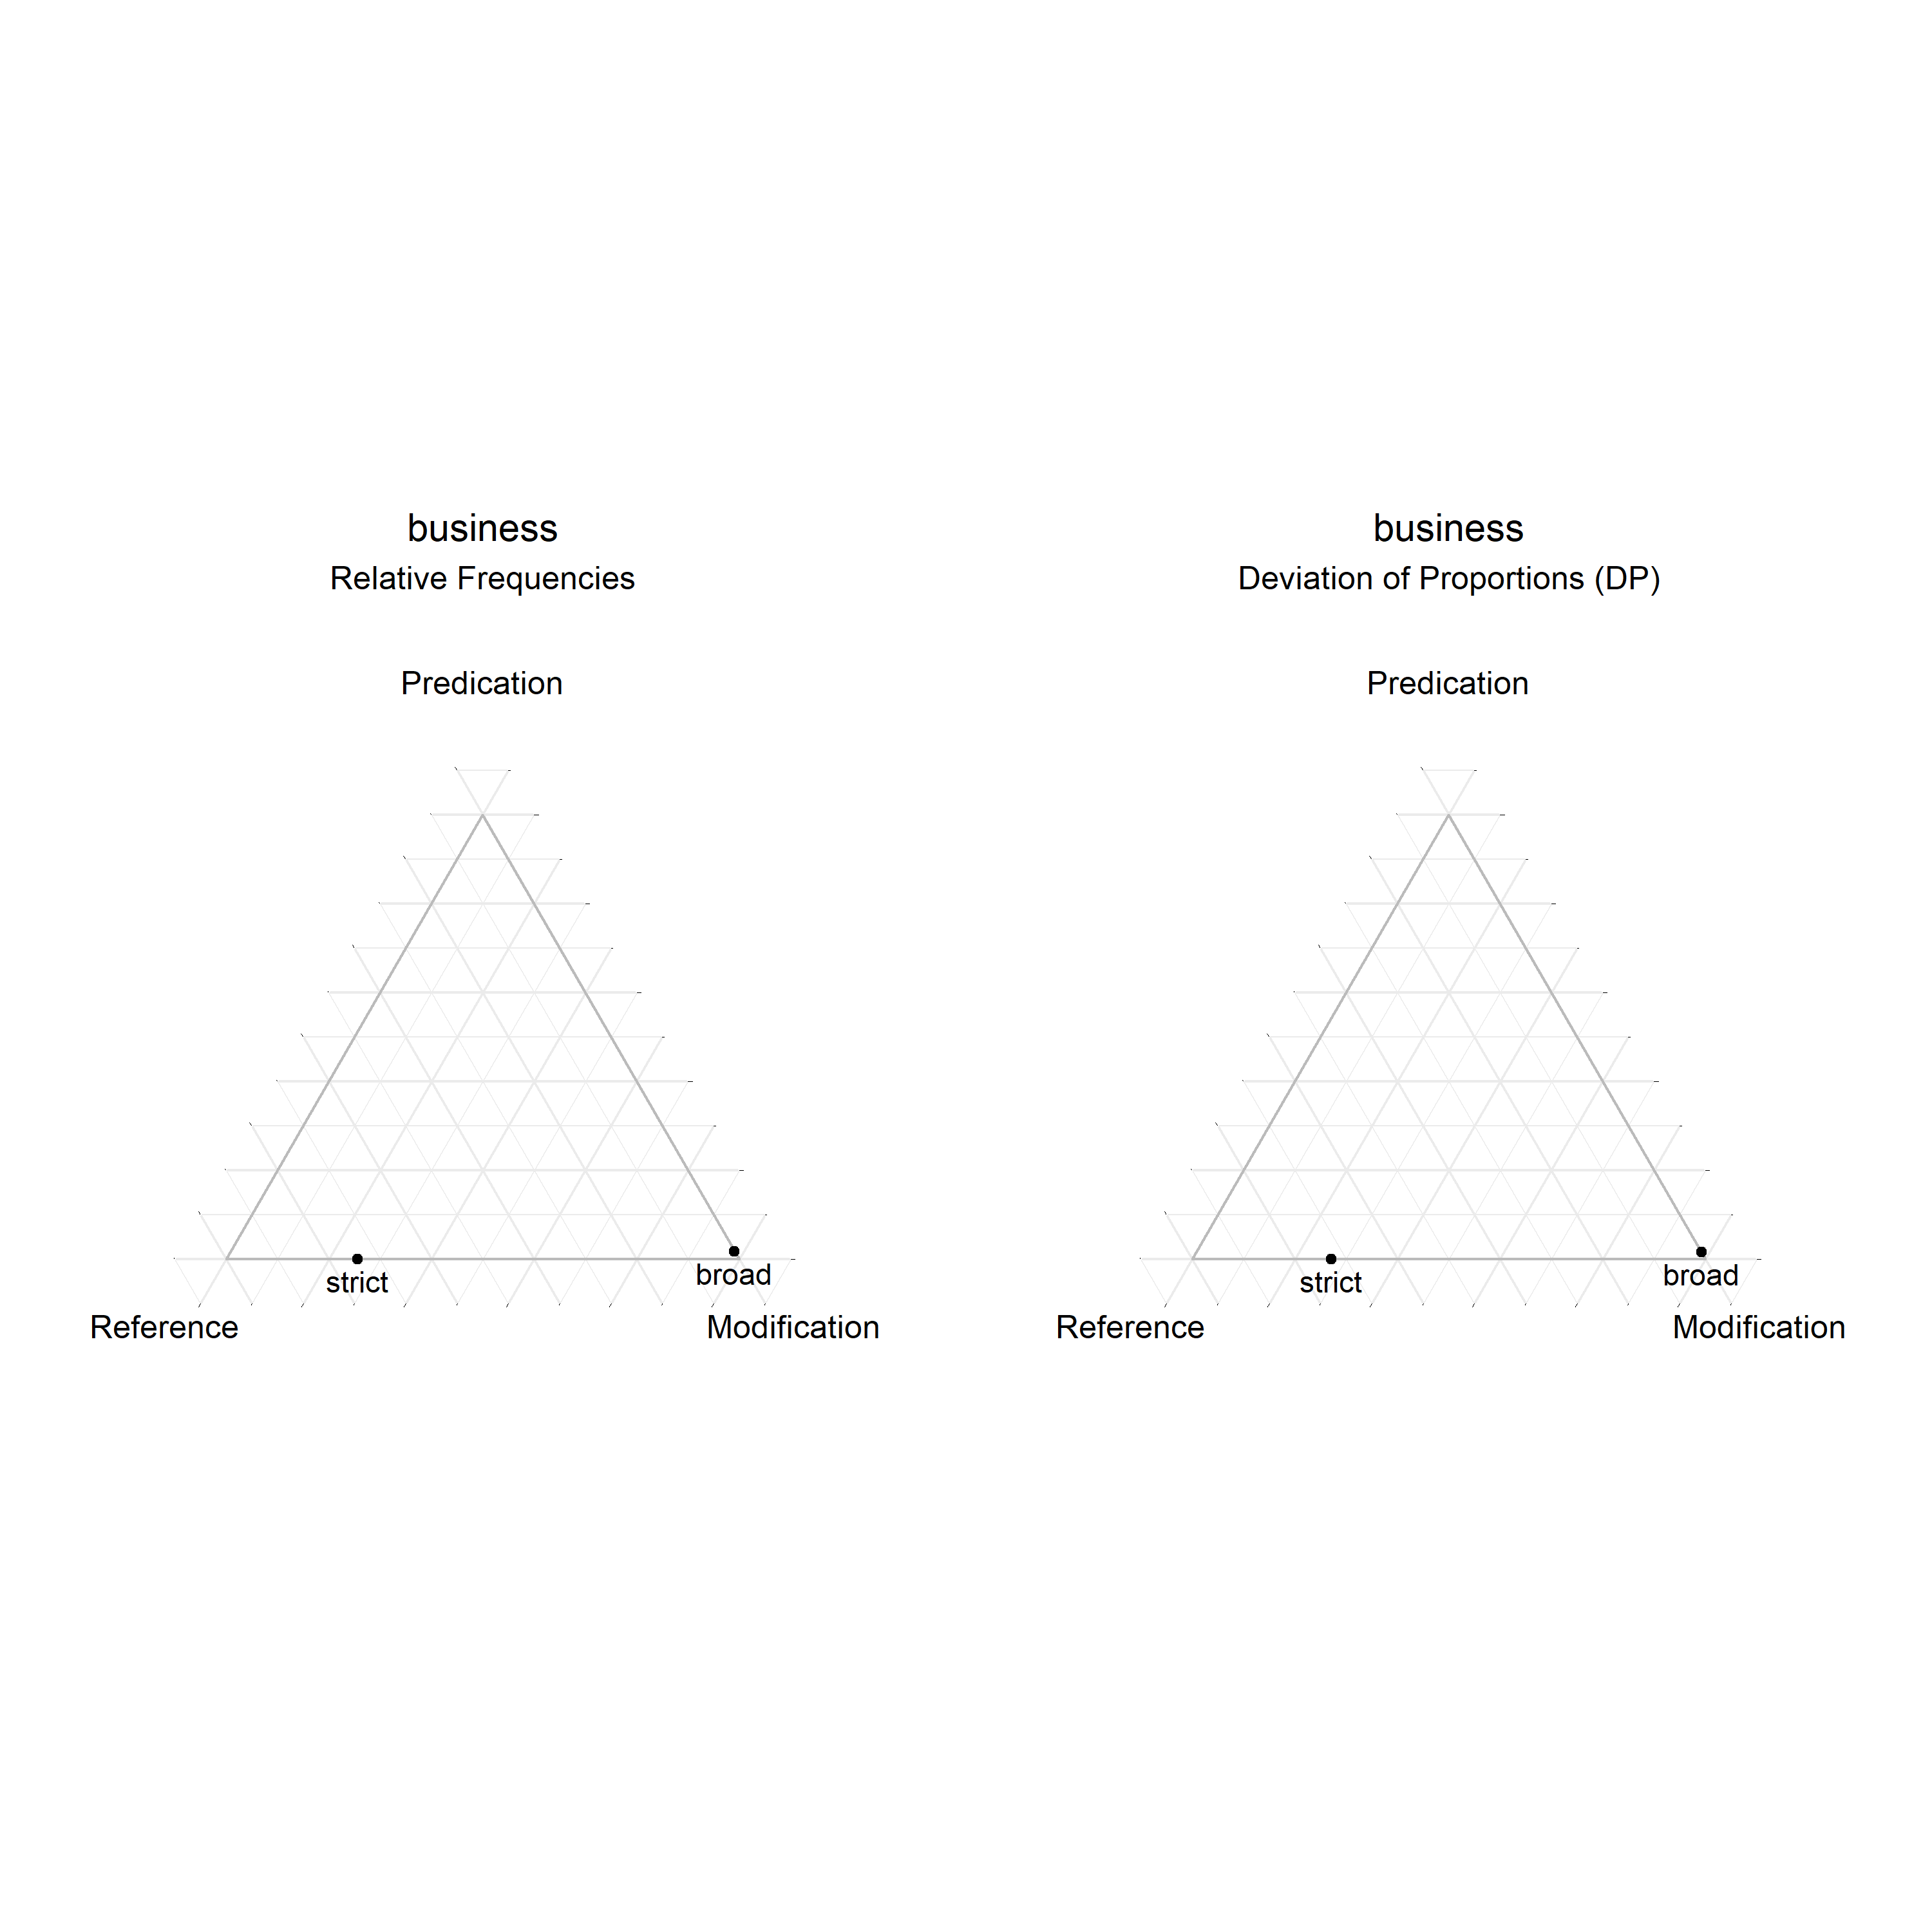 business
Relative Frequencies
Predication
strict
broad
Reference
Modification
business
Deviation of Proportions (DP)
Predication
strict
broad
Reference
Modification